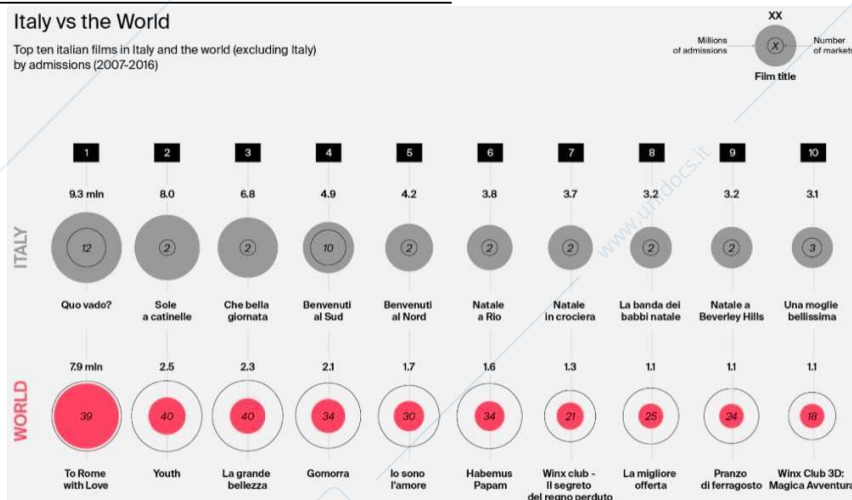 Italy vs the World
Top ten italian films in Italy and the world (excluding Italy)
by admissions (2007-2016)
XX
Millions
of admissions
X
Number
of markets
Film title
1 2 3 4 5 6 7 8 9 10
9.3 mln 8.0 6.8 4.9 4.2 3.8 3.7 3.2 3.2 3.1
ITALY
12 2 2 10 2 2 2 2 2 3
Quo vado?
Sole
a catinelle
Che bella
giornata
Benvenuti
al Sud
Benvenuti
al Nord
Natale
a Rio
Natale
in crociera
La banda dei
babbi natale
Natale a
Beverley Hills
Una moglie
bellissima
7.9 mln 2.5 2.3 2.1 1.7 1.6 1.3 1.1 1.1 1.1
WORLD
39 40 40 34 30 34 21 25 24 18
To Rome
with Love
Youth
La grande
bellezza
Gomorra
Io sono
l'amore
Habemus
Papam
Winx club -
Il segreto
del regno perduto
La migliore
offerta
Pranzo
di ferragosto
Winx Club 3D:
Magica Avventura
www.unidocs.it